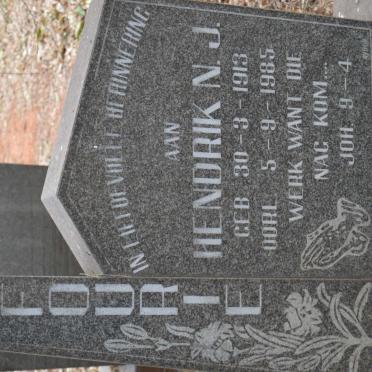 IN LIEFDEVOLLE HERINNERING
AAN
HENDRIK N. J.
GEB 30-3-1913
OORL 5-9-1985
WERK WANT DIE
NAG KOM....
JOH 9-4
FOURIE